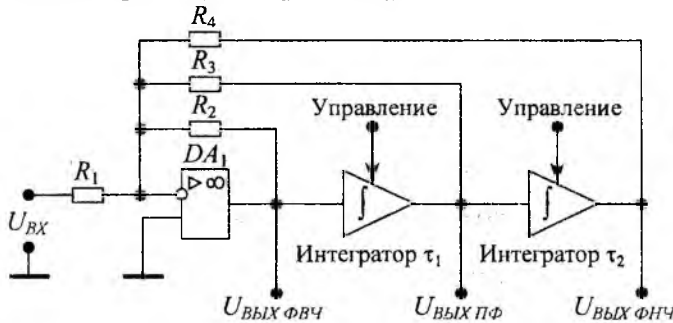 R4
R3
R2
Управление
Управление
DA1
R1
▷ ∞
UВХ
∫
∫
Интегратор τ1
Интегратор τ2
UВЫХ ФВЧ
UВЫХ ПФ
UВЫХ ФНЧ